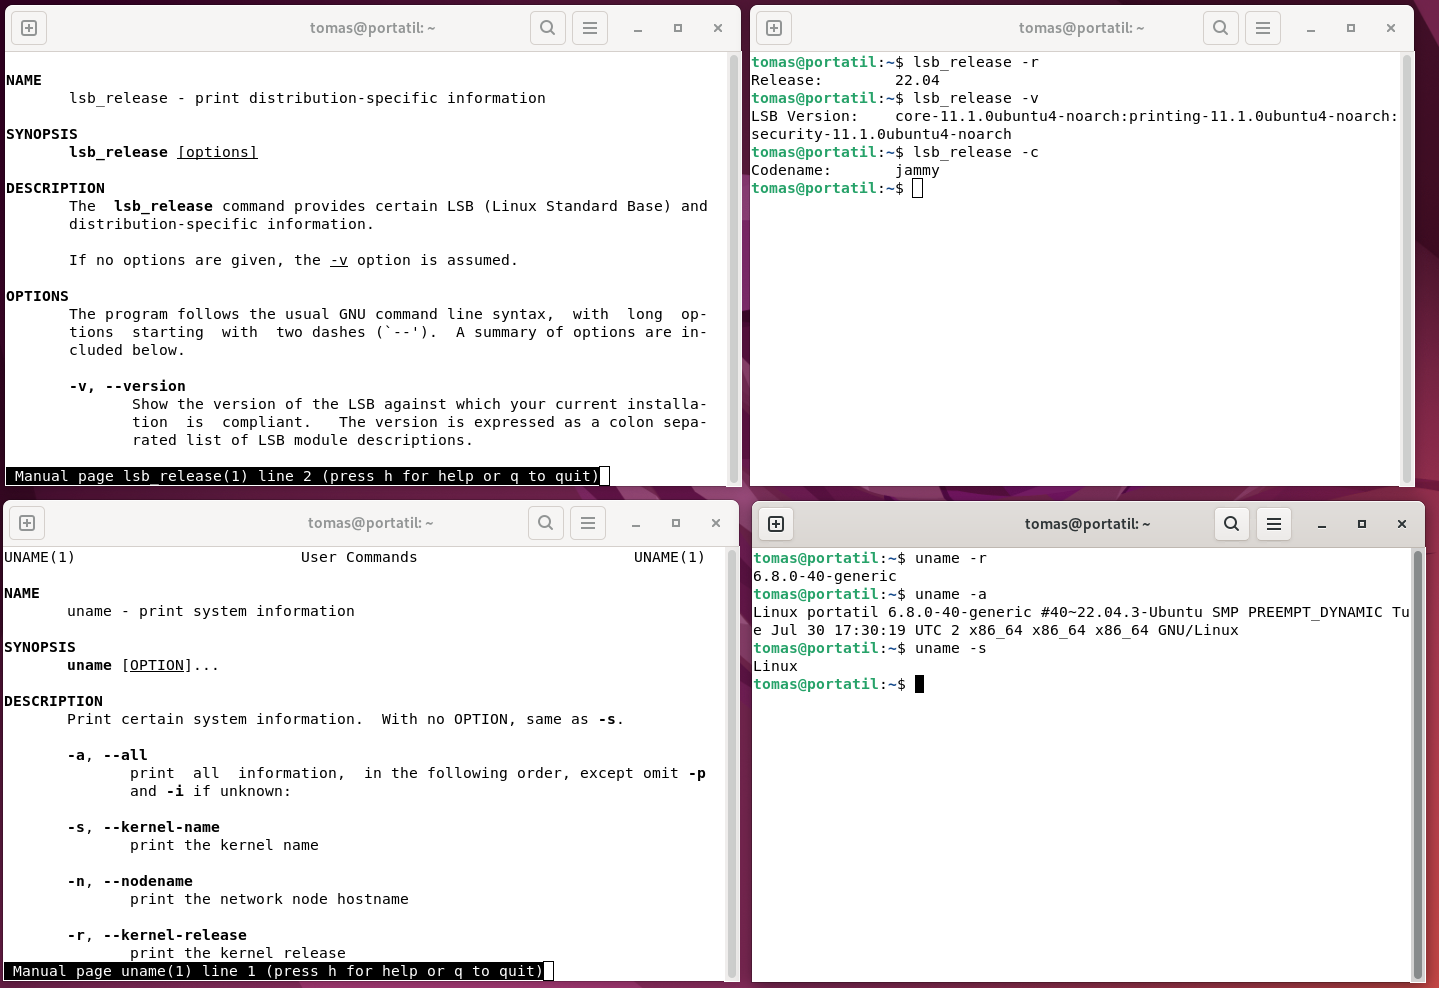 tomas@portatil: ~
NAME
lsb_release - print distribution-specific information
SYNOPSIS
lsb_release [options]
DESCRIPTION
The  lsb_release command provides certain LSB (Linux Standard Base) and
distribution-specific information.
If no options are given, the -v option is assumed.
OPTIONS
The program follows the usual GNU command line syntax,  with  long  op-
tions  starting  with  two dashes (`--').  A summary of options are in-
cluded below.
-v, --version
Show the version of the LSB against which your current installa-
tion  is  compliant.   The version is expressed as a colon sepa-
rated list of LSB module descriptions.
Manual page lsb_release(1) line 2 (press h for help or q to quit)
tomas@portatil: ~
tomas@portatil:~$ lsb_release -r
Release:        22.04
tomas@portatil:~$ lsb_release -v
LSB Version:    core-11.1.0ubuntu4-noarch:printing-11.1.0ubuntu4-noarch:
security-11.1.0ubuntu4-noarch
tomas@portatil:~$ lsb_release -c
Codename:       jammy
tomas@portatil:~$
tomas@portatil: ~
UNAME(1)                         User Commands                        UNAME(1)
NAME
uname - print system information
SYNOPSIS
uname [OPTION]...
DESCRIPTION
Print certain system information.  With no OPTION, same as -s.
-a, --all
print  all  information,  in the following order, except omit -p
and -i if unknown:
-s, --kernel-name
print the kernel name
-n, --nodename
print the network node hostname
-r, --kernel-release
print the kernel release
Manual page uname(1) line 1 (press h for help or q to quit)
tomas@portatil: ~
tomas@portatil:~$ uname -r
6.8.0-40-generic
tomas@portatil:~$ uname -a
Linux portatil 6.8.0-40-generic #40~22.04.3-Ubuntu SMP PREEMPT_DYNAMIC Tu
e Jul 30 17:30:19 UTC 2 x86_64 x86_64 x86_64 GNU/Linux
tomas@portatil:~$ uname -s
Linux
tomas@portatil:~$